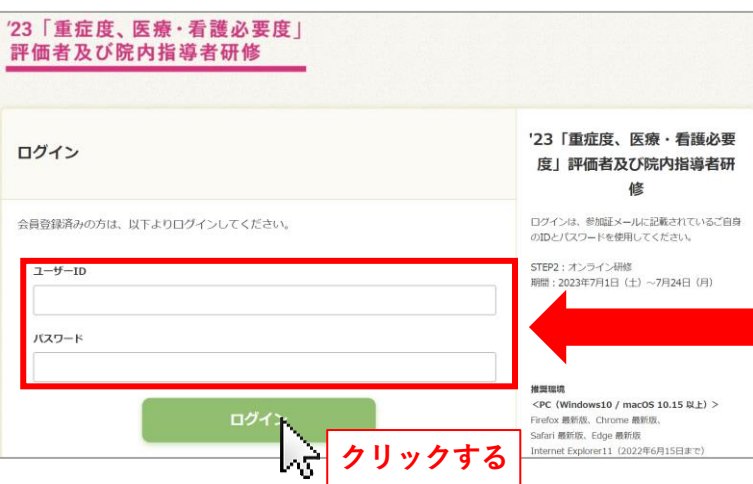 '23「重症度、医療・看護必要度」
評価者及び院内指導者研修
ログイン
会員登録済みの方は、以下よりログインしてください。
ユーザーID
パスワード
ログイン
クリックする
'23「重症度、医療・看護必要
度」評価者及び院内指導者研
修
ログインは、参加証メールに記載されているご自身
のIDとパスワードを使用してください。
STEP2：オンライン研修
期間：2023年7月1日（土）～7月24日（月）
推奨環境
＜PC（Windows10 / macOS 10.15 以上）＞
Firefox 最新版、Chrome 最新版、
Safari 最新版、Edge 最新版
Internet Explorer11（2022年6月15日まで）